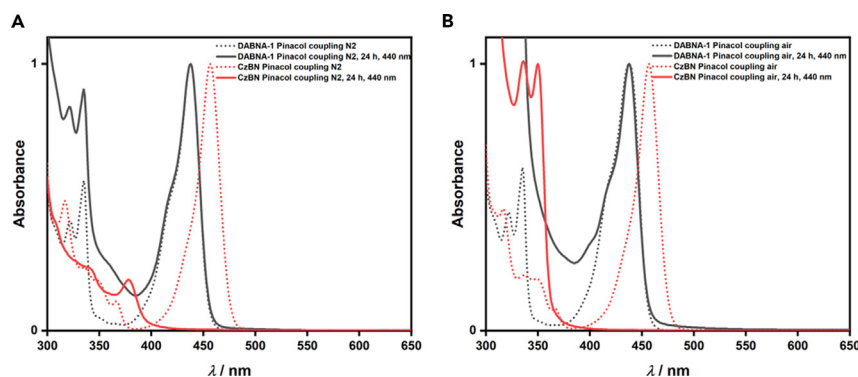 A
B
DABNA-1 Pinacol coupling N2
DABNA-1 Pinacol coupling N2, 24 h, 440 nm
CzBN Pinacol coupling N2
CzBN Pinacol coupling N2, 24 h, 440 nm
1
Absorbance
0
300 350 400 450 500 550 600 650
λ / nm
DABNA-1 Pinacol coupling air
DABNA-1 Pinacol coupling air, 24 h, 440 nm
CzBN Pinacol coupling air
CzBN Pinacol coupling air, 24 h, 440 nm
1
Absorbance
0
300 350 400 450 500 550 600 650
λ / nm